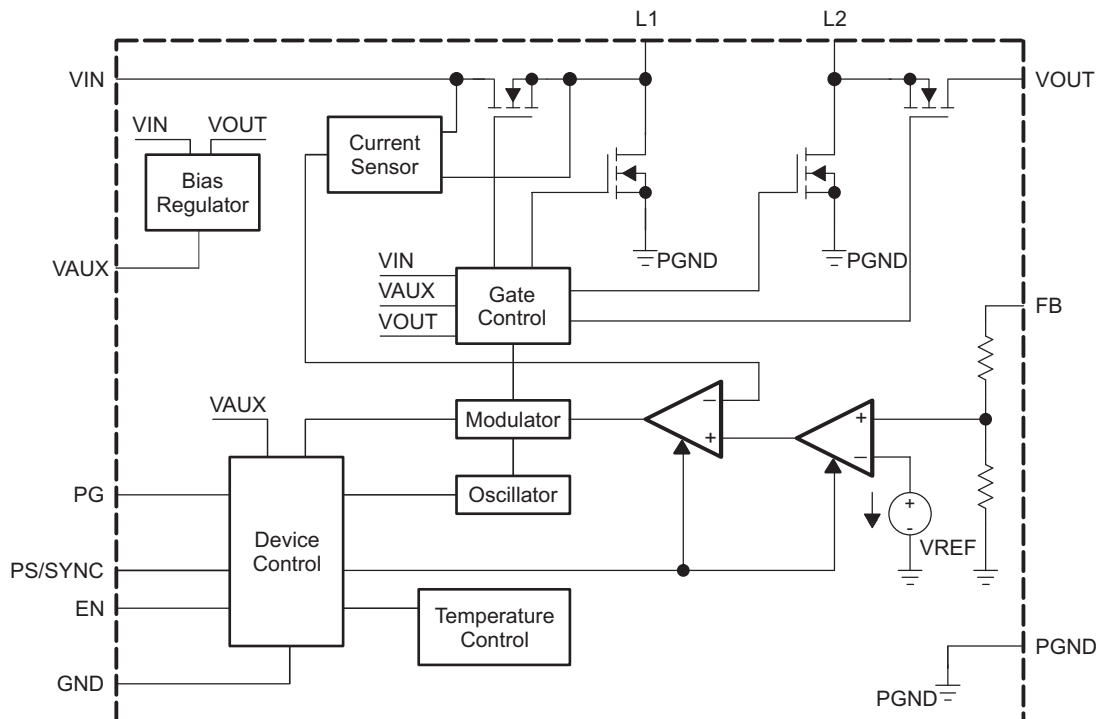 L1
L2
VIN
VOUT
VIN
VOUT
Current
Sensor
Bias
Regulator
VAUX
VIN
VAUX
VOUT
Gate
Control
PGND
PGND
FB
VAUX
Modulator
−
+
+
−
PG
Oscillator
+
-
VREF
Device
Control
PS/SYNC
EN
Temperature
Control
GND
PGND
PGND